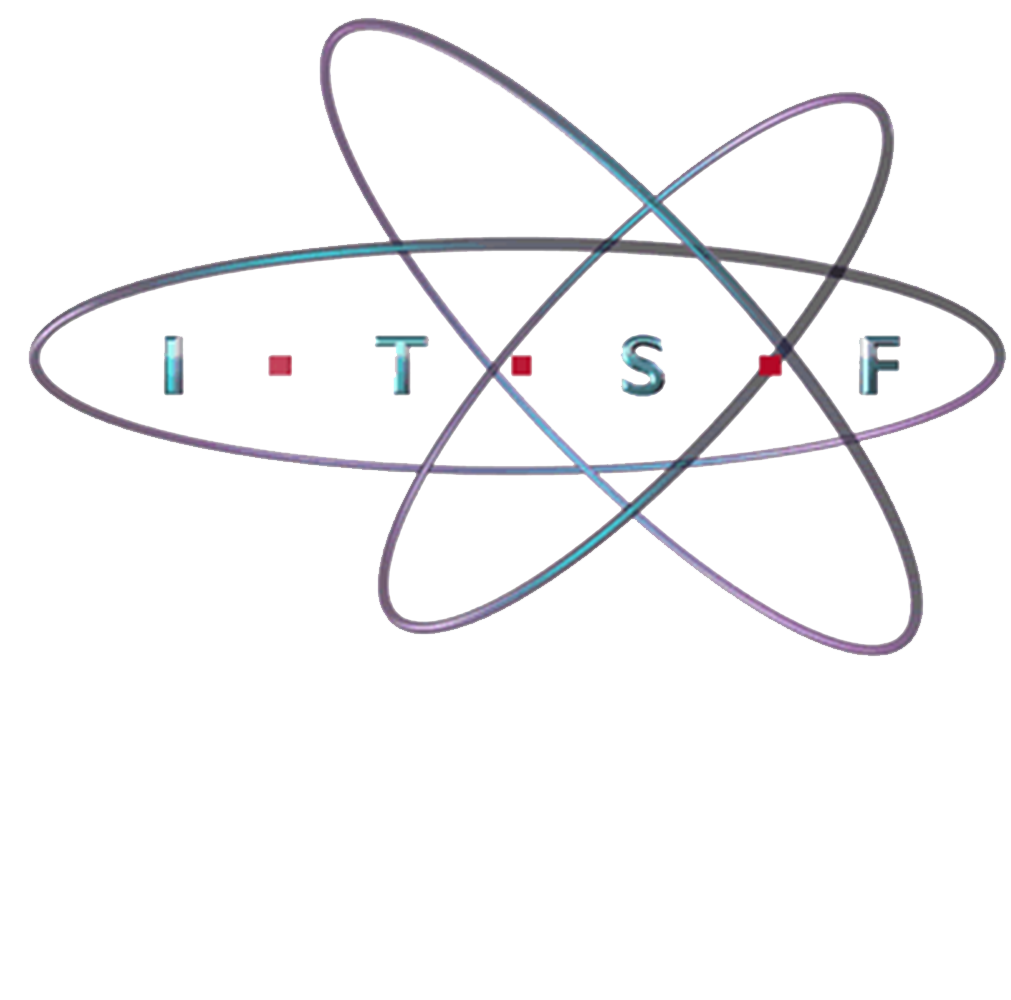 I ▪ T ▪ S ▪ F